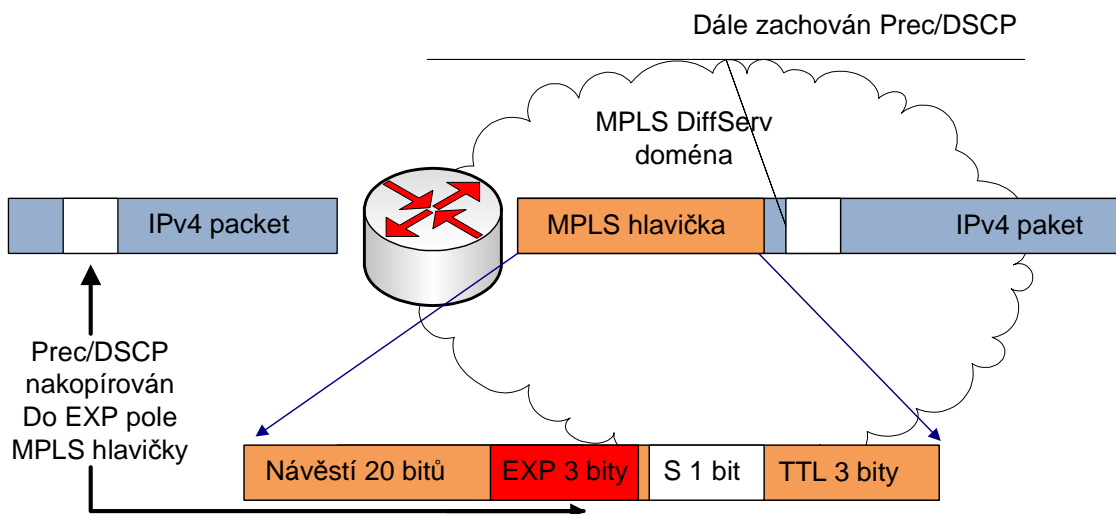 Dále zachován Prec/DSCP
MPLS DiffServ
doména
IPv4 packet
MPLS hlavička
IPv4 paket
Prec/DSCP
nakopírován
Do EXP pole
MPLS hlavičky
Návěstí 20 bitů
EXP 3 bity
S 1 bit
TTL 3 bity